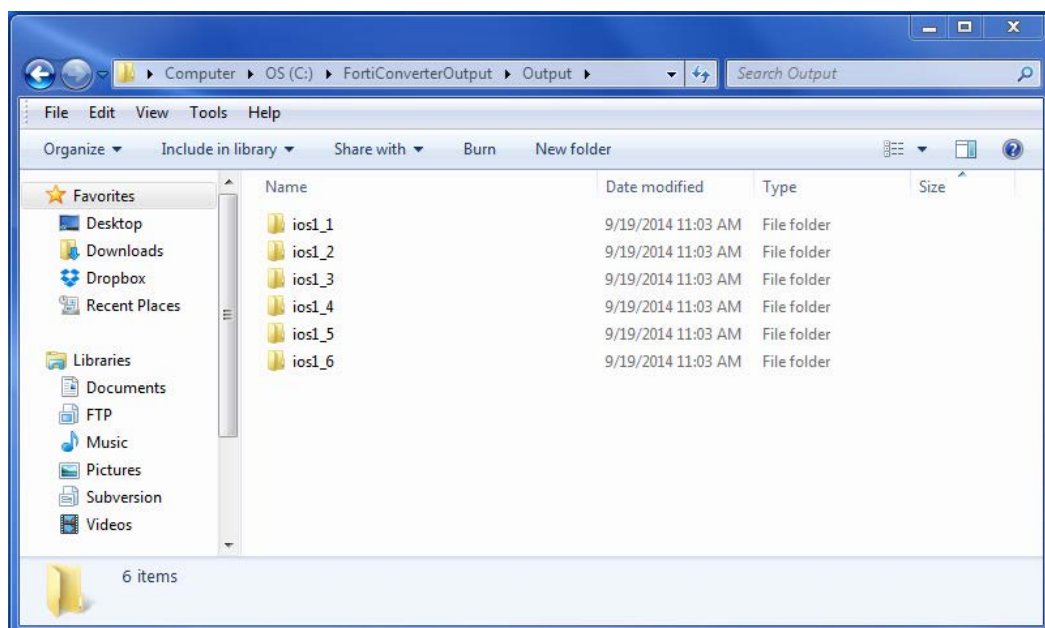 Computer OS (C:) FortiConverterOutput Output Search Output
File Edit View Tools Help
Organize Include in library Share with Burn New folder
Name Date modified Type Size
Favorites
Desktop
Downloads
Dropbox
Recent Places
Libraries
Documents
FTP
Music
Pictures
Subversion
Videos
ios1_1 9/19/2014 11:03 AM File folder
ios1_2 9/19/2014 11:03 AM File folder
ios1_3 9/19/2014 11:03 AM File folder
ios1_4 9/19/2014 11:03 AM File folder
ios1_5 9/19/2014 11:03 AM File folder
ios1_6 9/19/2014 11:03 AM File folder
6 items